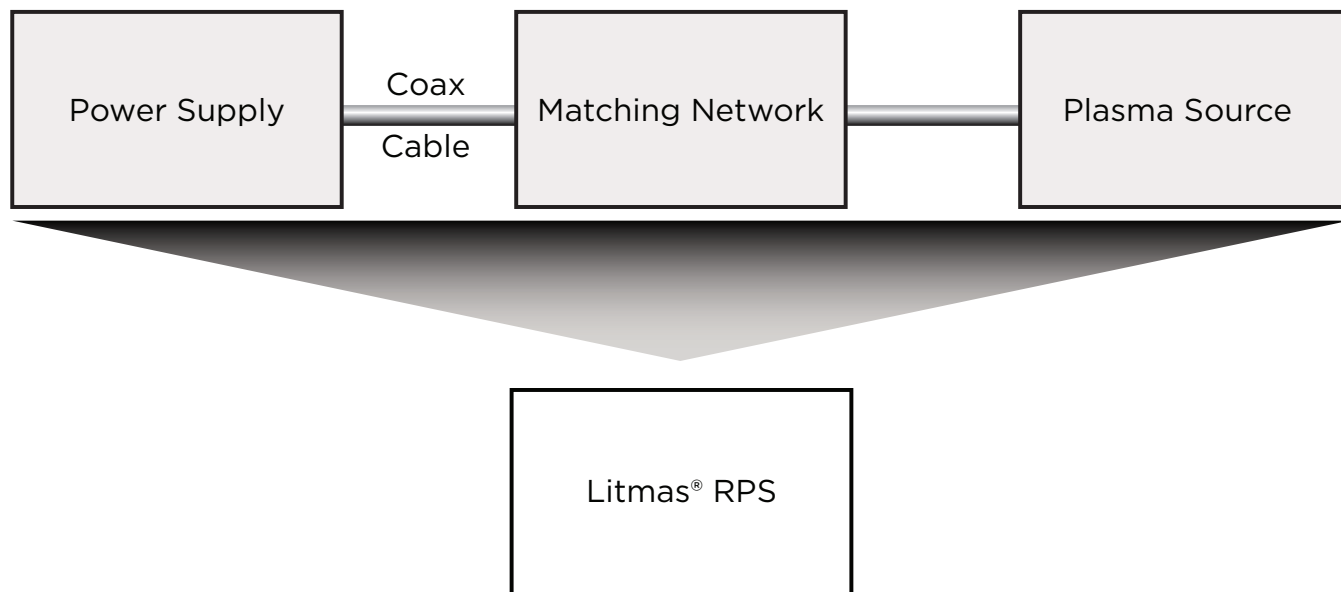 Power Supply
Coax
Cable
Matching Network
Plasma Source
Litmas® RPS